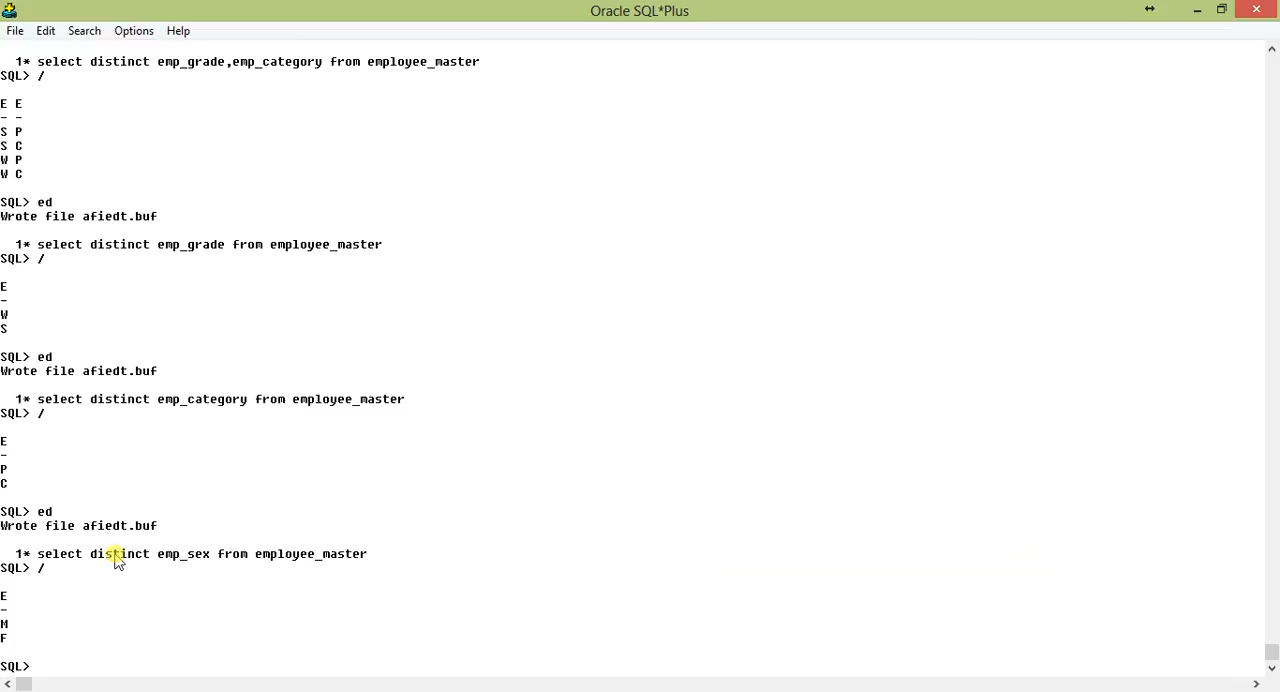 Oracle SQL*Plus
File Edit Search Options Help
1* select distinct emp_grade,emp_category from employee_master
SQL> /
E E
- -
S P
S C
W P
W C
SQL> ed
Wrote file afiedt.buf
1* select distinct emp_grade from employee_master
SQL> /
E
-
W
S
SQL> ed
Wrote file afiedt.buf
1* select distinct emp_category from employee_master
SQL> /
E
-
P
C
SQL> ed
Wrote file afiedt.buf
1* select distinct emp_sex from employee_master
SQL> /
E
-
M
F
SQL>